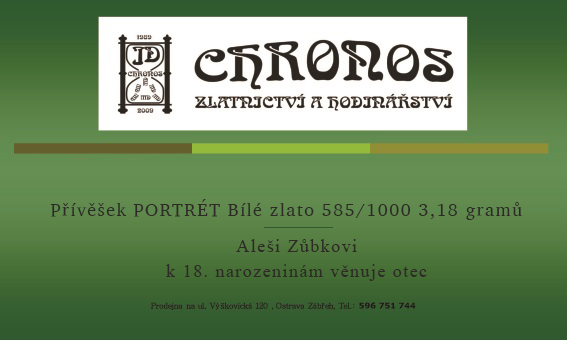 1989
JD
CHRONOS
2009
CHRONOS
ZLATNICTVÍ A HODINÁŘSTVÍ
Přívěšek PORTRÉT Bílé zlato 585/1000 3,18 gramů
Aleši Zůbkovi
k 18. narozeninám věnuje otec
Prodejna na ul. Výškovická 120 , Ostrava Zábřeh, Tel.: 596 751 744